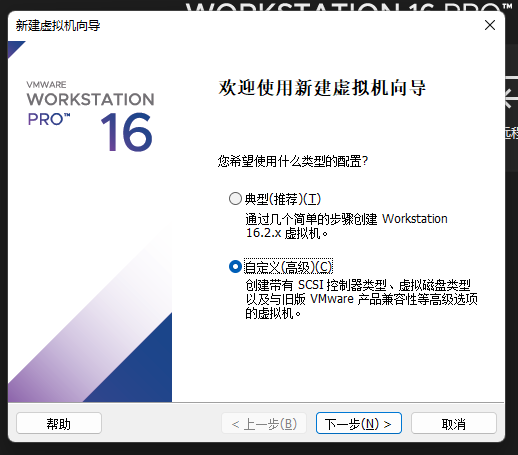 WORKSTATION 16 PRO™
新建虚拟机向导
VMWARE
WORKSTATION
PRO™ 16
欢迎使用新建虚拟机向导
您希望使用什么类型的配置?
典型(推荐)(T)
通过几个简单的步骤创建 Workstation
16.2.x 虚拟机。
自定义(高级)(C)
创建带有 SCSI 控制器类型、虚拟磁盘类型
以及与旧版 VMware 产品兼容性等高级选项
的虚拟机。
远程
帮助
< 上一步(B)
下一步(N) >
取消